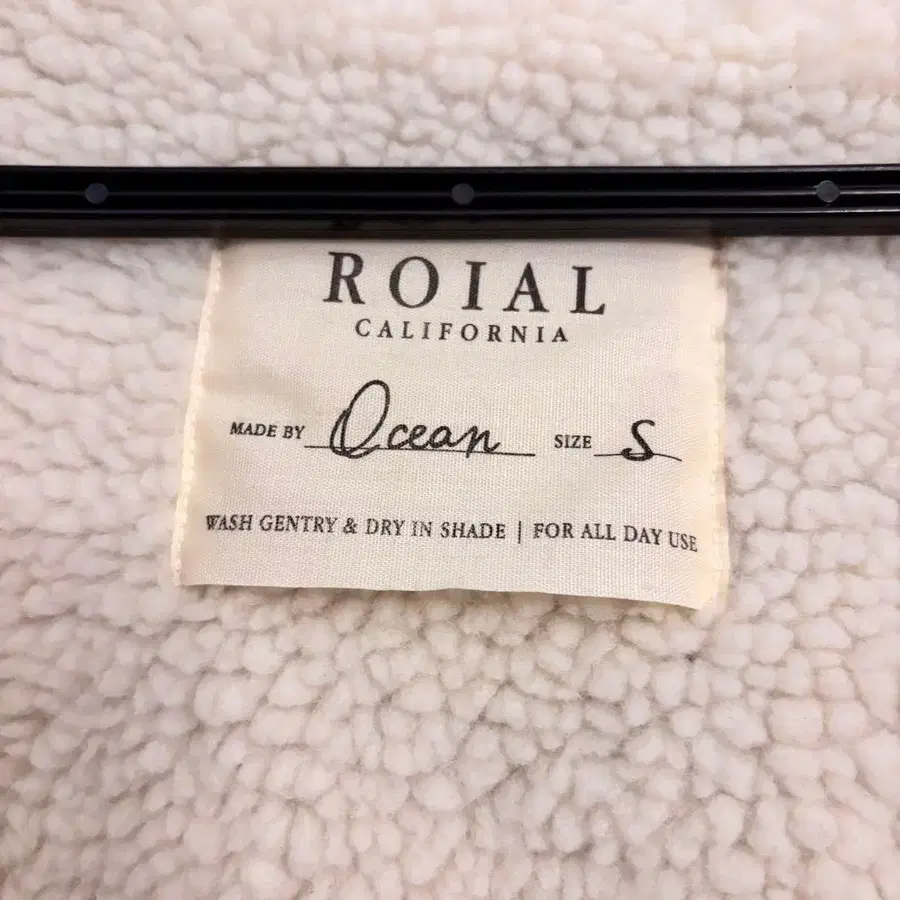 ROIAL
CALIFORNIA
MADE BY Ocean SIZE S
WASH GENTRY & DRY IN SHADE | FOR ALL DAY USE